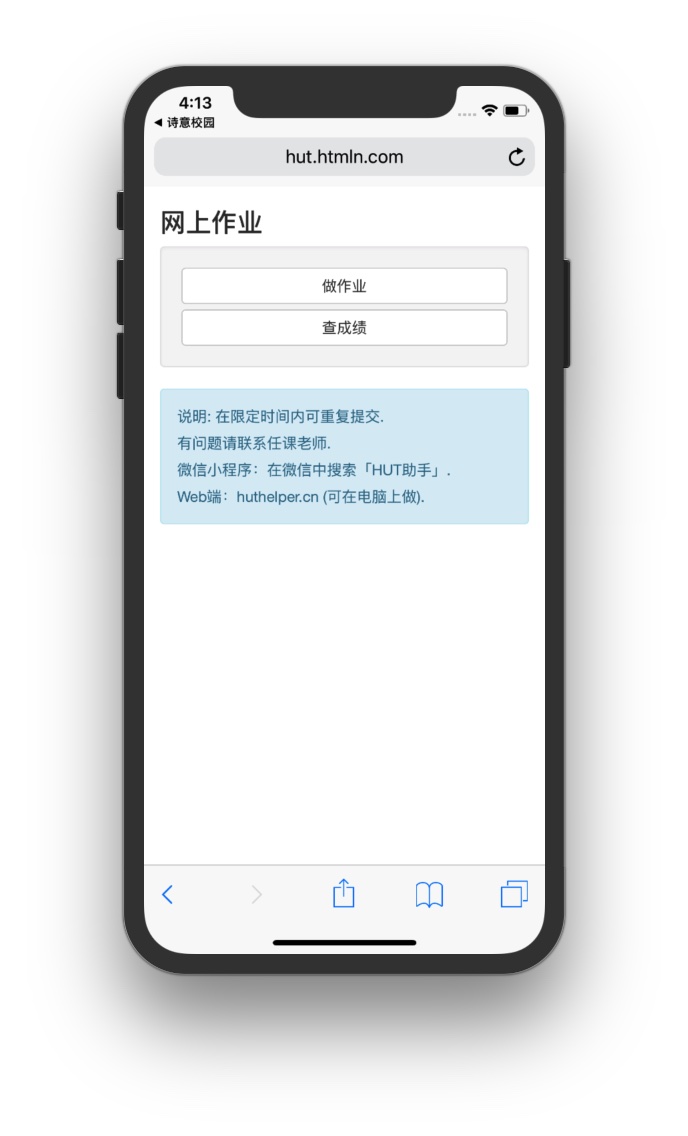 4:13
◀ 诗意校园
hut.htmln.com
网上作业
做作业
查成绩
说明: 在限定时间内可重复提交.
有问题请联系任课老师.
微信小程序：在微信中搜索「HUT助手」.
Web端：huthelper.cn (可在电脑上做).